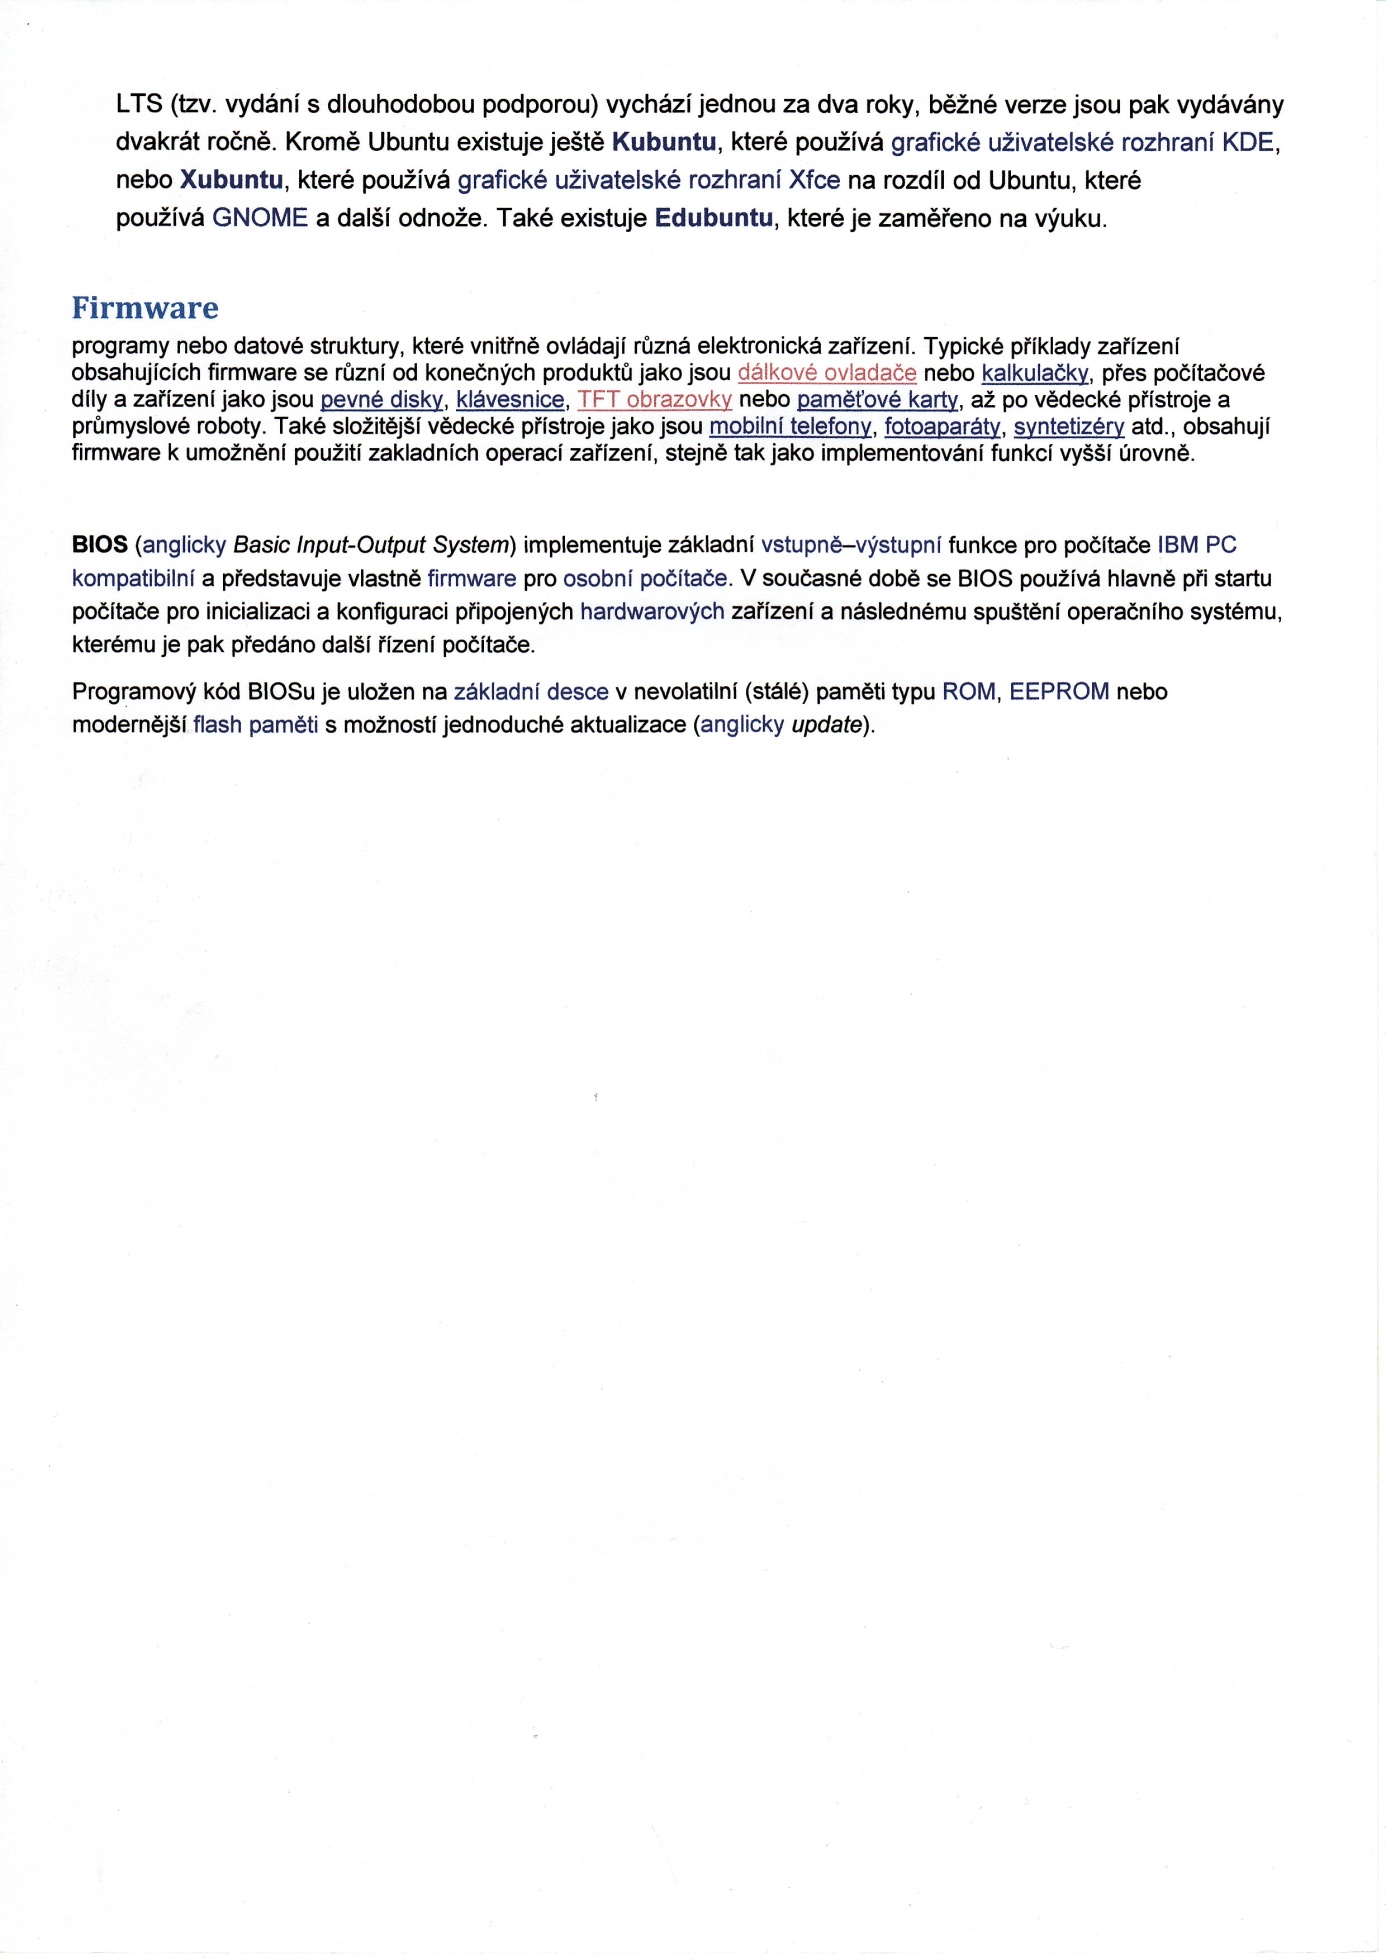 LTS (tzv. vydání s dlouhodobou podporou) vychází jednou za dva roky, běžné verze jsou pak vydávány
dvakrát ročně. Kromě Ubuntu existuje ještě Kubuntu, které používá grafické uživatelské rozhraní KDE,
nebo Xubuntu, které používá grafické uživatelské rozhraní Xfce na rozdíl od Ubuntu, které
používá GNOME a další odnože. Také existuje Edubuntu, které je zaměřeno na výuku.
Firmware
programy nebo datové struktury, které vnitřně ovládají různá elektronická zařízení. Typické příklady zařízení
obsahujících firmware se různí od konečných produktů jako jsou dálkové ovladače nebo kalkulačky, přes počítačové
díly a zařízení jako jsou pevné disky, klávesnice, TFT obrazovky nebo paměťové karty, až po vědecké přístroje a
průmyslové roboty. Také složitější vědecké přístroje jako jsou mobilní telefony, fotoaparáty, syntetizéry atd., obsahují
firmware k umožnění použití zakladních operací zařízení, stejně tak jako implementování funkcí vyšší úrovně.
BIOS (anglicky Basic Input-Output System) implementuje základní vstupně–výstupní funkce pro počítače IBM PC
kompatibilní a představuje vlastně firmware pro osobní počítače. V současné době se BIOS používá hlavně při startu
počítače pro inicializaci a konfiguraci připojených hardwarových zařízení a následnému spuštění operačního systému,
kterému je pak předáno další řízení počítače.
Programový kód BIOSu je uložen na základní desce v nevolatilní (stálé) paměti typu ROM, EEPROM nebo
modernější flash paměti s možností jednoduché aktualizace (anglicky update).